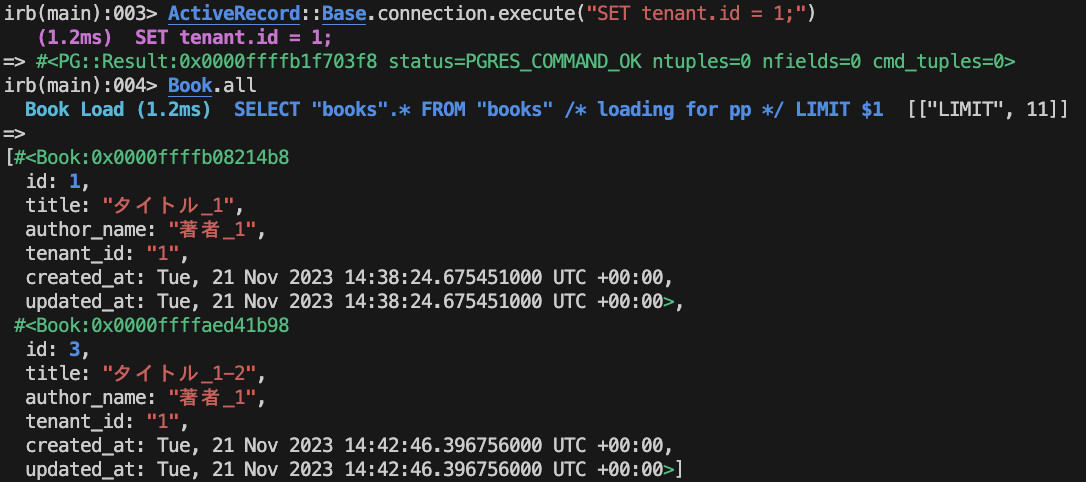 irb(main):003> ActiveRecord::Base.connection.execute("SET tenant.id = 1;")
   (1.2ms)  SET tenant.id = 1;
=> #<PG::Result:0x0000ffffb1f703f8 status=PGRES_COMMAND_OK ntuples=0 nfields=0 cmd_tuples=0>
irb(main):004> Book.all
  Book Load (1.2ms)  SELECT "books".* FROM "books" /* loading for pp */ LIMIT $1  [["LIMIT", 11]]
=>
[#<Book:0x0000ffffb08214b8
  id: 1,
  title: "タイトル_1",
  author_name: "著者_1",
  tenant_id: "1",
  created_at: Tue, 21 Nov 2023 14:38:24.675451000 UTC +00:00,
  updated_at: Tue, 21 Nov 2023 14:38:24.675451000 UTC +00:00>,
 #<Book:0x0000ffffaed41b98
  id: 3,
  title: "タイトル_1-2",
  author_name: "著者_1",
  tenant_id: "1",
  created_at: Tue, 21 Nov 2023 14:42:46.396756000 UTC +00:00,
  updated_at: Tue, 21 Nov 2023 14:42:46.396756000 UTC +00:00>]